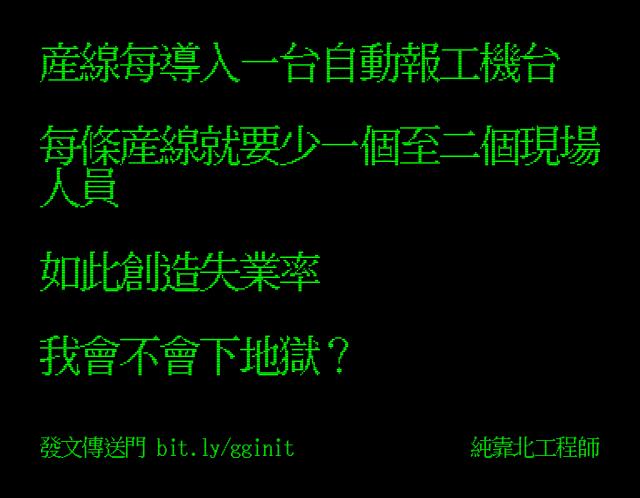 產線每導入一台自動報工機台
每條產線就要少一個至二個現場
人員
如此創造失業率
我會不會下地獄？
發文傳送門 bit.ly/gginit
純靠北工程師